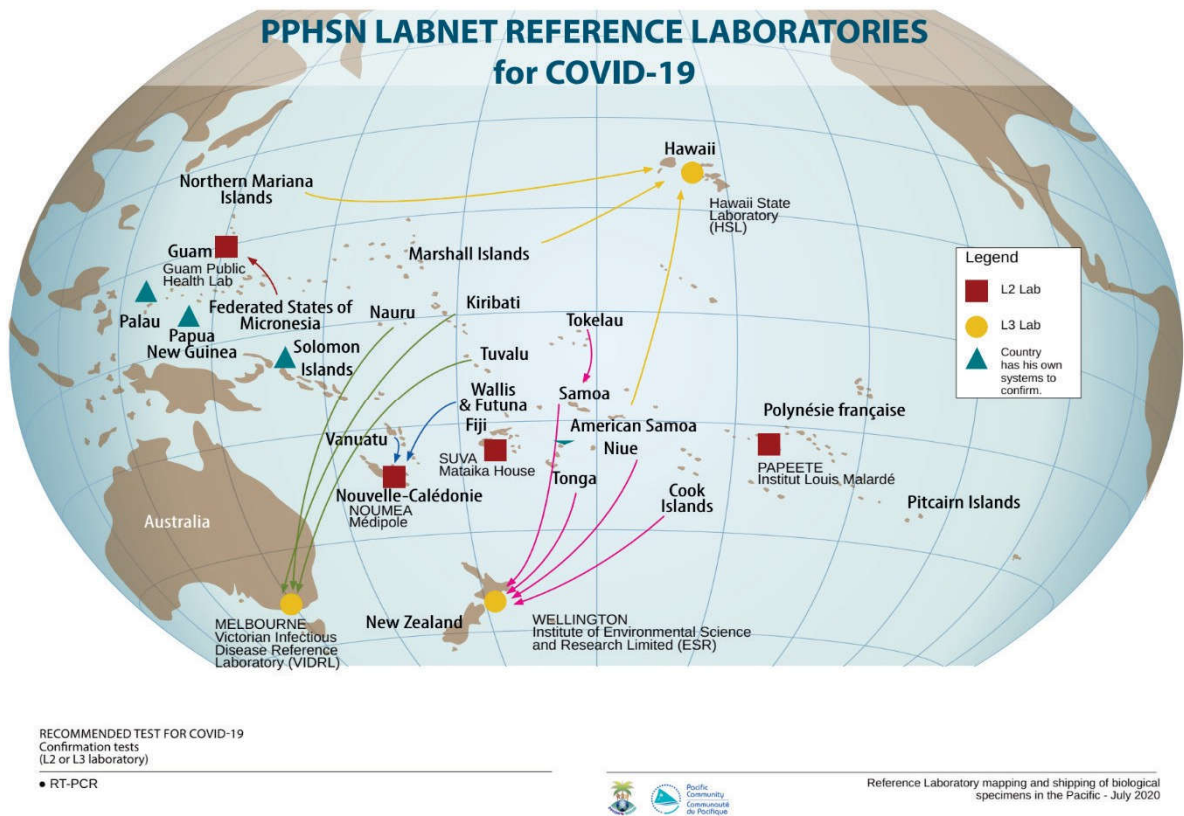 PPHSN LABNET REFERENCE LABORATORIES
for COVID-19
Hawaii
Hawaii State
Laboratory
(HSL)
Northern Mariana
Islands
Guam
Guam Public
Health Lab
Marshall Islands
Palau
Federated States of
Micronesia
Papua
New Guinea
Solomon
Islands
Nauru
Kiribati
Tuvalu
Tokelau
Samoa
Wallis
& Futuna
Fiji
SUVA
Mataika House
Vanuatu
Nouvelle-Calédonie
NOUMEA
Médipole
American Samoa
Niue
Tonga
Cook
Islands
Polynésie française
PAPEETE
Institut Louis Malardé
Pitcairn Islands
Australia
MELBOURNE
Victorian Infectious
Disease Reference
Laboratory (VIDRL)
New Zealand
WELLINGTON
Institute of Environmental Science
and Research Limited (ESR)
Legend
L2 Lab
L3 Lab
Country
has his own
systems to
confirm.
RECOMMENDED TEST FOR COVID-19
Confirmation tests
(L2 or L3 laboratory)
• RT-PCR
Pacific
Community
Communauté
du Pacifique
Reference Laboratory mapping and shipping of biological
specimens in the Pacific - July 2020